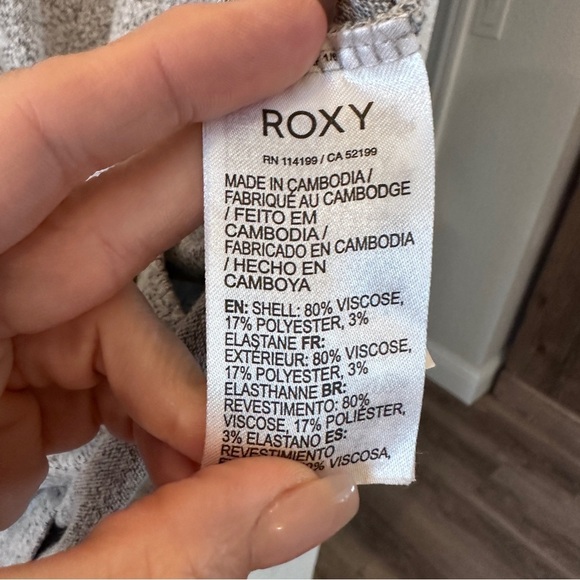 ROXY
RN 114199 / CA 52199
MADE IN CAMBODIA /
FABRIQUÉ AU CAMBODGE
/ FEITO EM
CAMBODIA /
FABRICADO EN CAMBODIA
/ HECHO EN
CAMBOYA
EN: SHELL: 80% VISCOSE,
17% POLYESTER, 3%
ELASTANE FR:
EXTÉRIEUR: 80% VISCOSE,
17% POLYESTER, 3%
ELASTHANNE BR:
REVESTIMENTO: 80%
VISCOSE, 17% POLIÉSTER,
3% ELASTANO ES:
REVESTIMIENTO
VISCOSA,